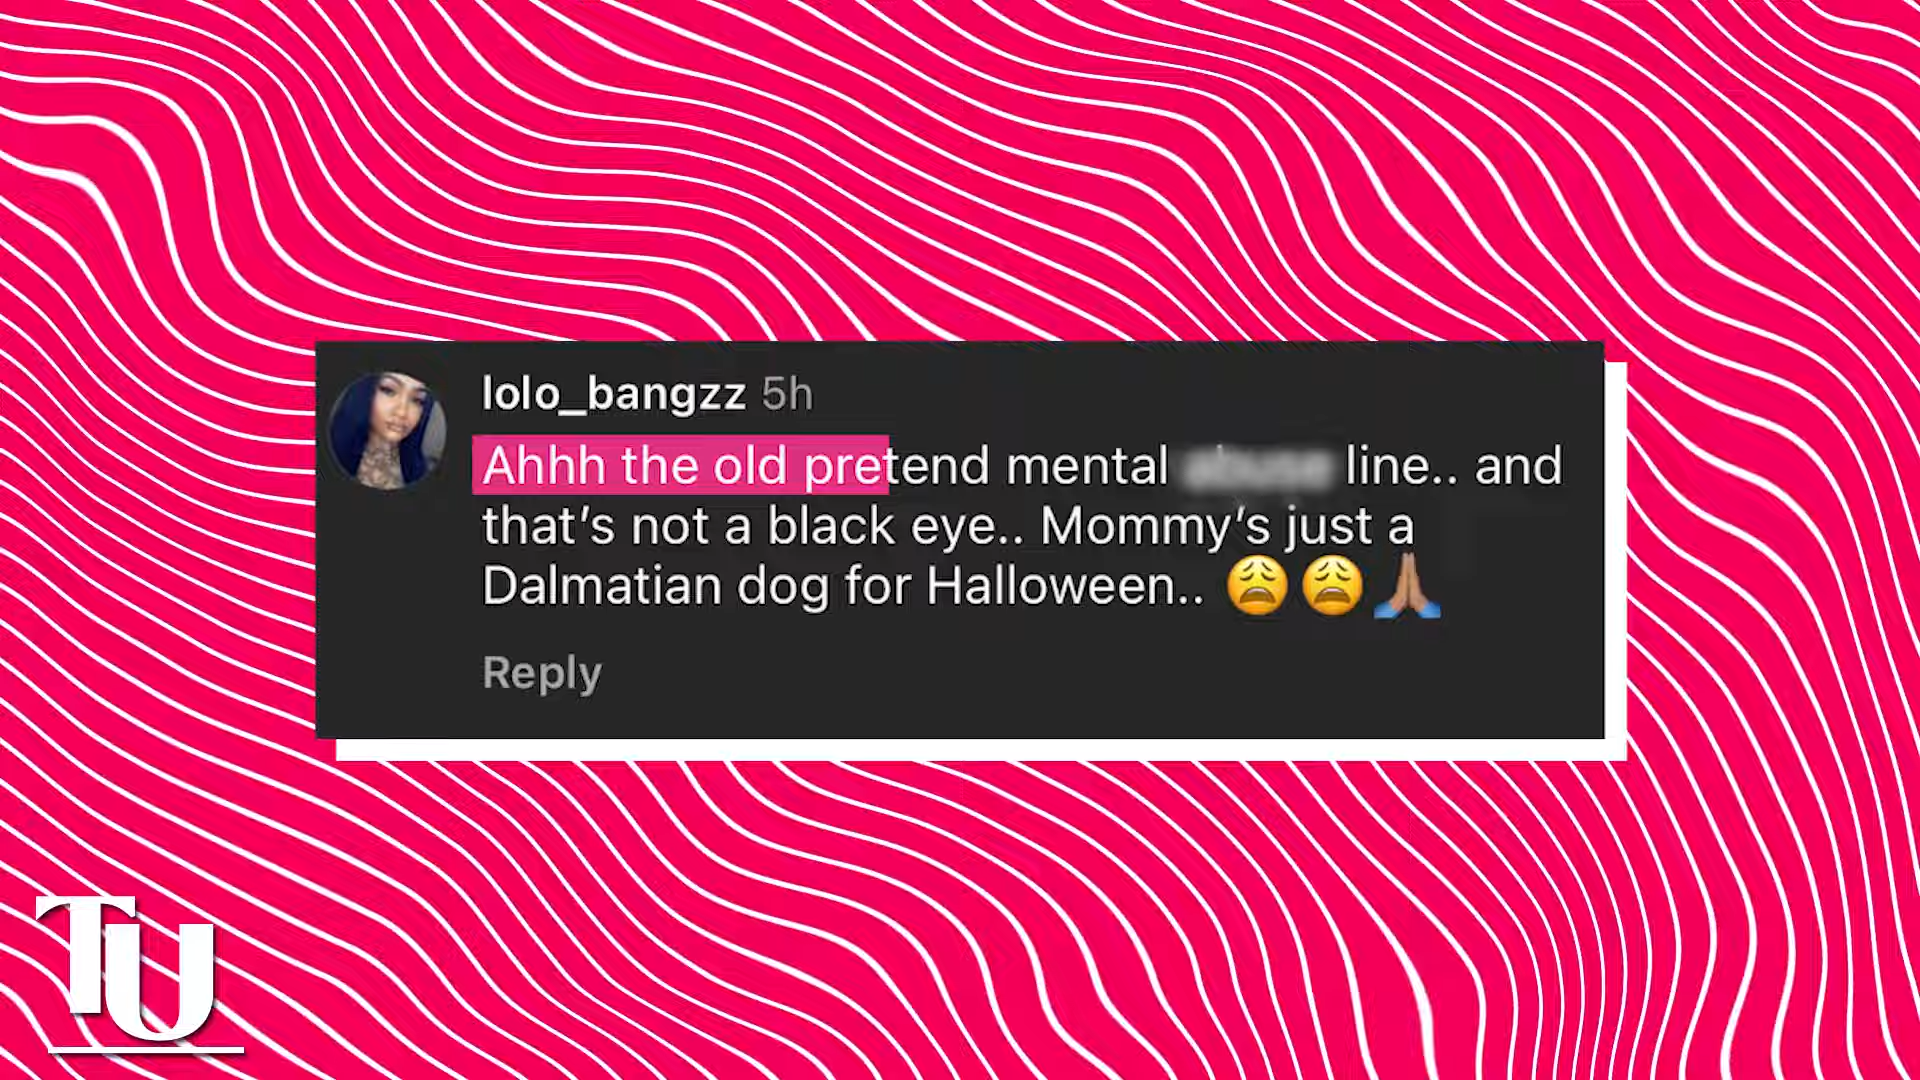 lolo_bangzz 5h
Ahhh the old pretend mental abuse line.. and
that's not a black eye.. Mommy's just a
Dalmatian dog for Halloween.. 😩😩🙏🏽
Reply
TU